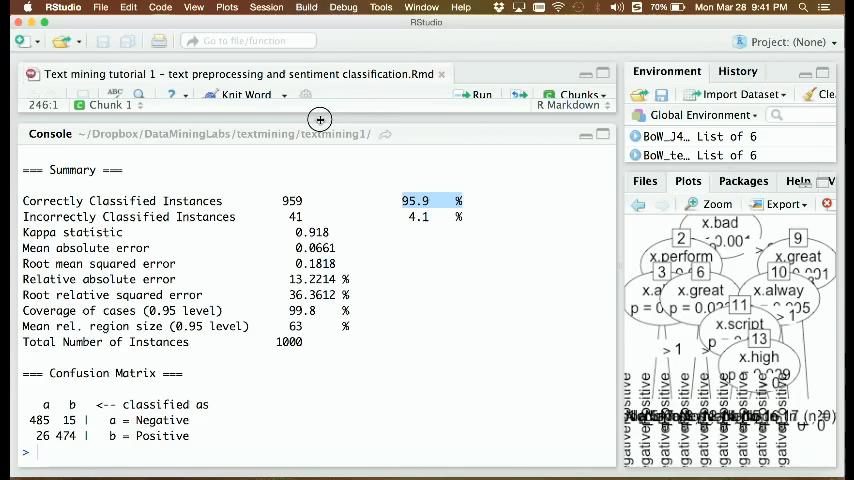 RStudio File Edit Code View Plots Session Build Debug Tools Window Help 70% Mon Mar 28 9:41 PM
RStudio
Go to file/function
Project: (None)
Text mining tutorial 1 - text preprocessing and sentiment classification.Rmd
ABC
Knit Word
Run
Chunks
246:1
Chunk 1
R Markdown
Console ~/Dropbox/DataMiningLabs/textmining/textmining1/
=== Summary ===
Correctly Classified Instances 959 95.9 %
Incorrectly Classified Instances 41 4.1 %
Kappa statistic 0.918
Mean absolute error 0.0661
Root mean squared error 0.1818
Relative absolute error 13.2214 %
Root relative squared error 36.3612 %
Coverage of cases (0.95 level) 99.8 %
Mean rel. region size (0.95 level) 63 %
Total Number of Instances 1000
=== Confusion Matrix ===
a b <-- classified as
485 15 | a = Negative
26 474 | b = Positive
>
Environment History
Import Dataset
Global Environment
BoW_J4 List of 6
BoW_te List of 6
Files Plots Packages Help
Zoom Export
x.bad
2
9
x.perform
x.great
3
6
10
x.great
x.alway
11
x.script
> 1
13
> 1
x.high